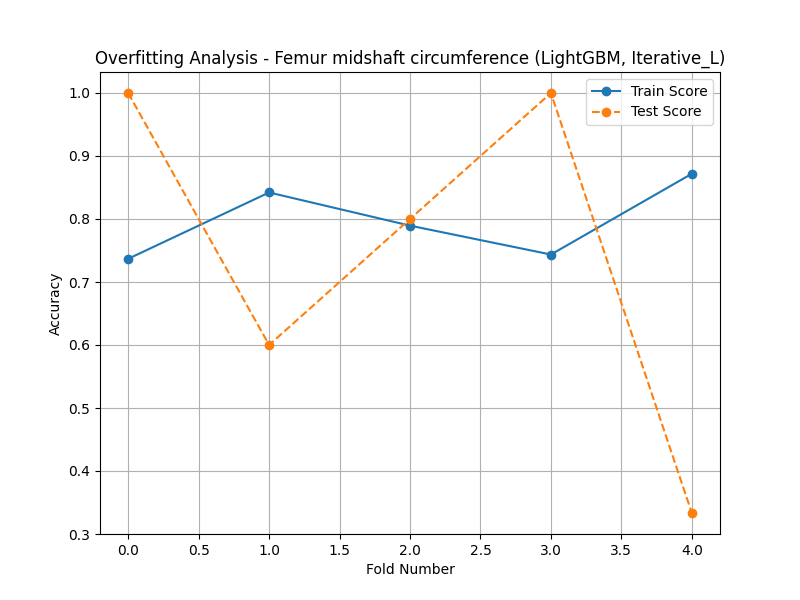 Overfitting Analysis - Femur midshaft circumference (LightGBM, Iterative_L)
Train Score
Test Score
Accuracy
1.0
0.9
0.8
0.7
0.6
0.5
0.4
0.3
0.0 0.5 1.0 1.5 2.0 2.5 3.0 3.5 4.0
Fold Number